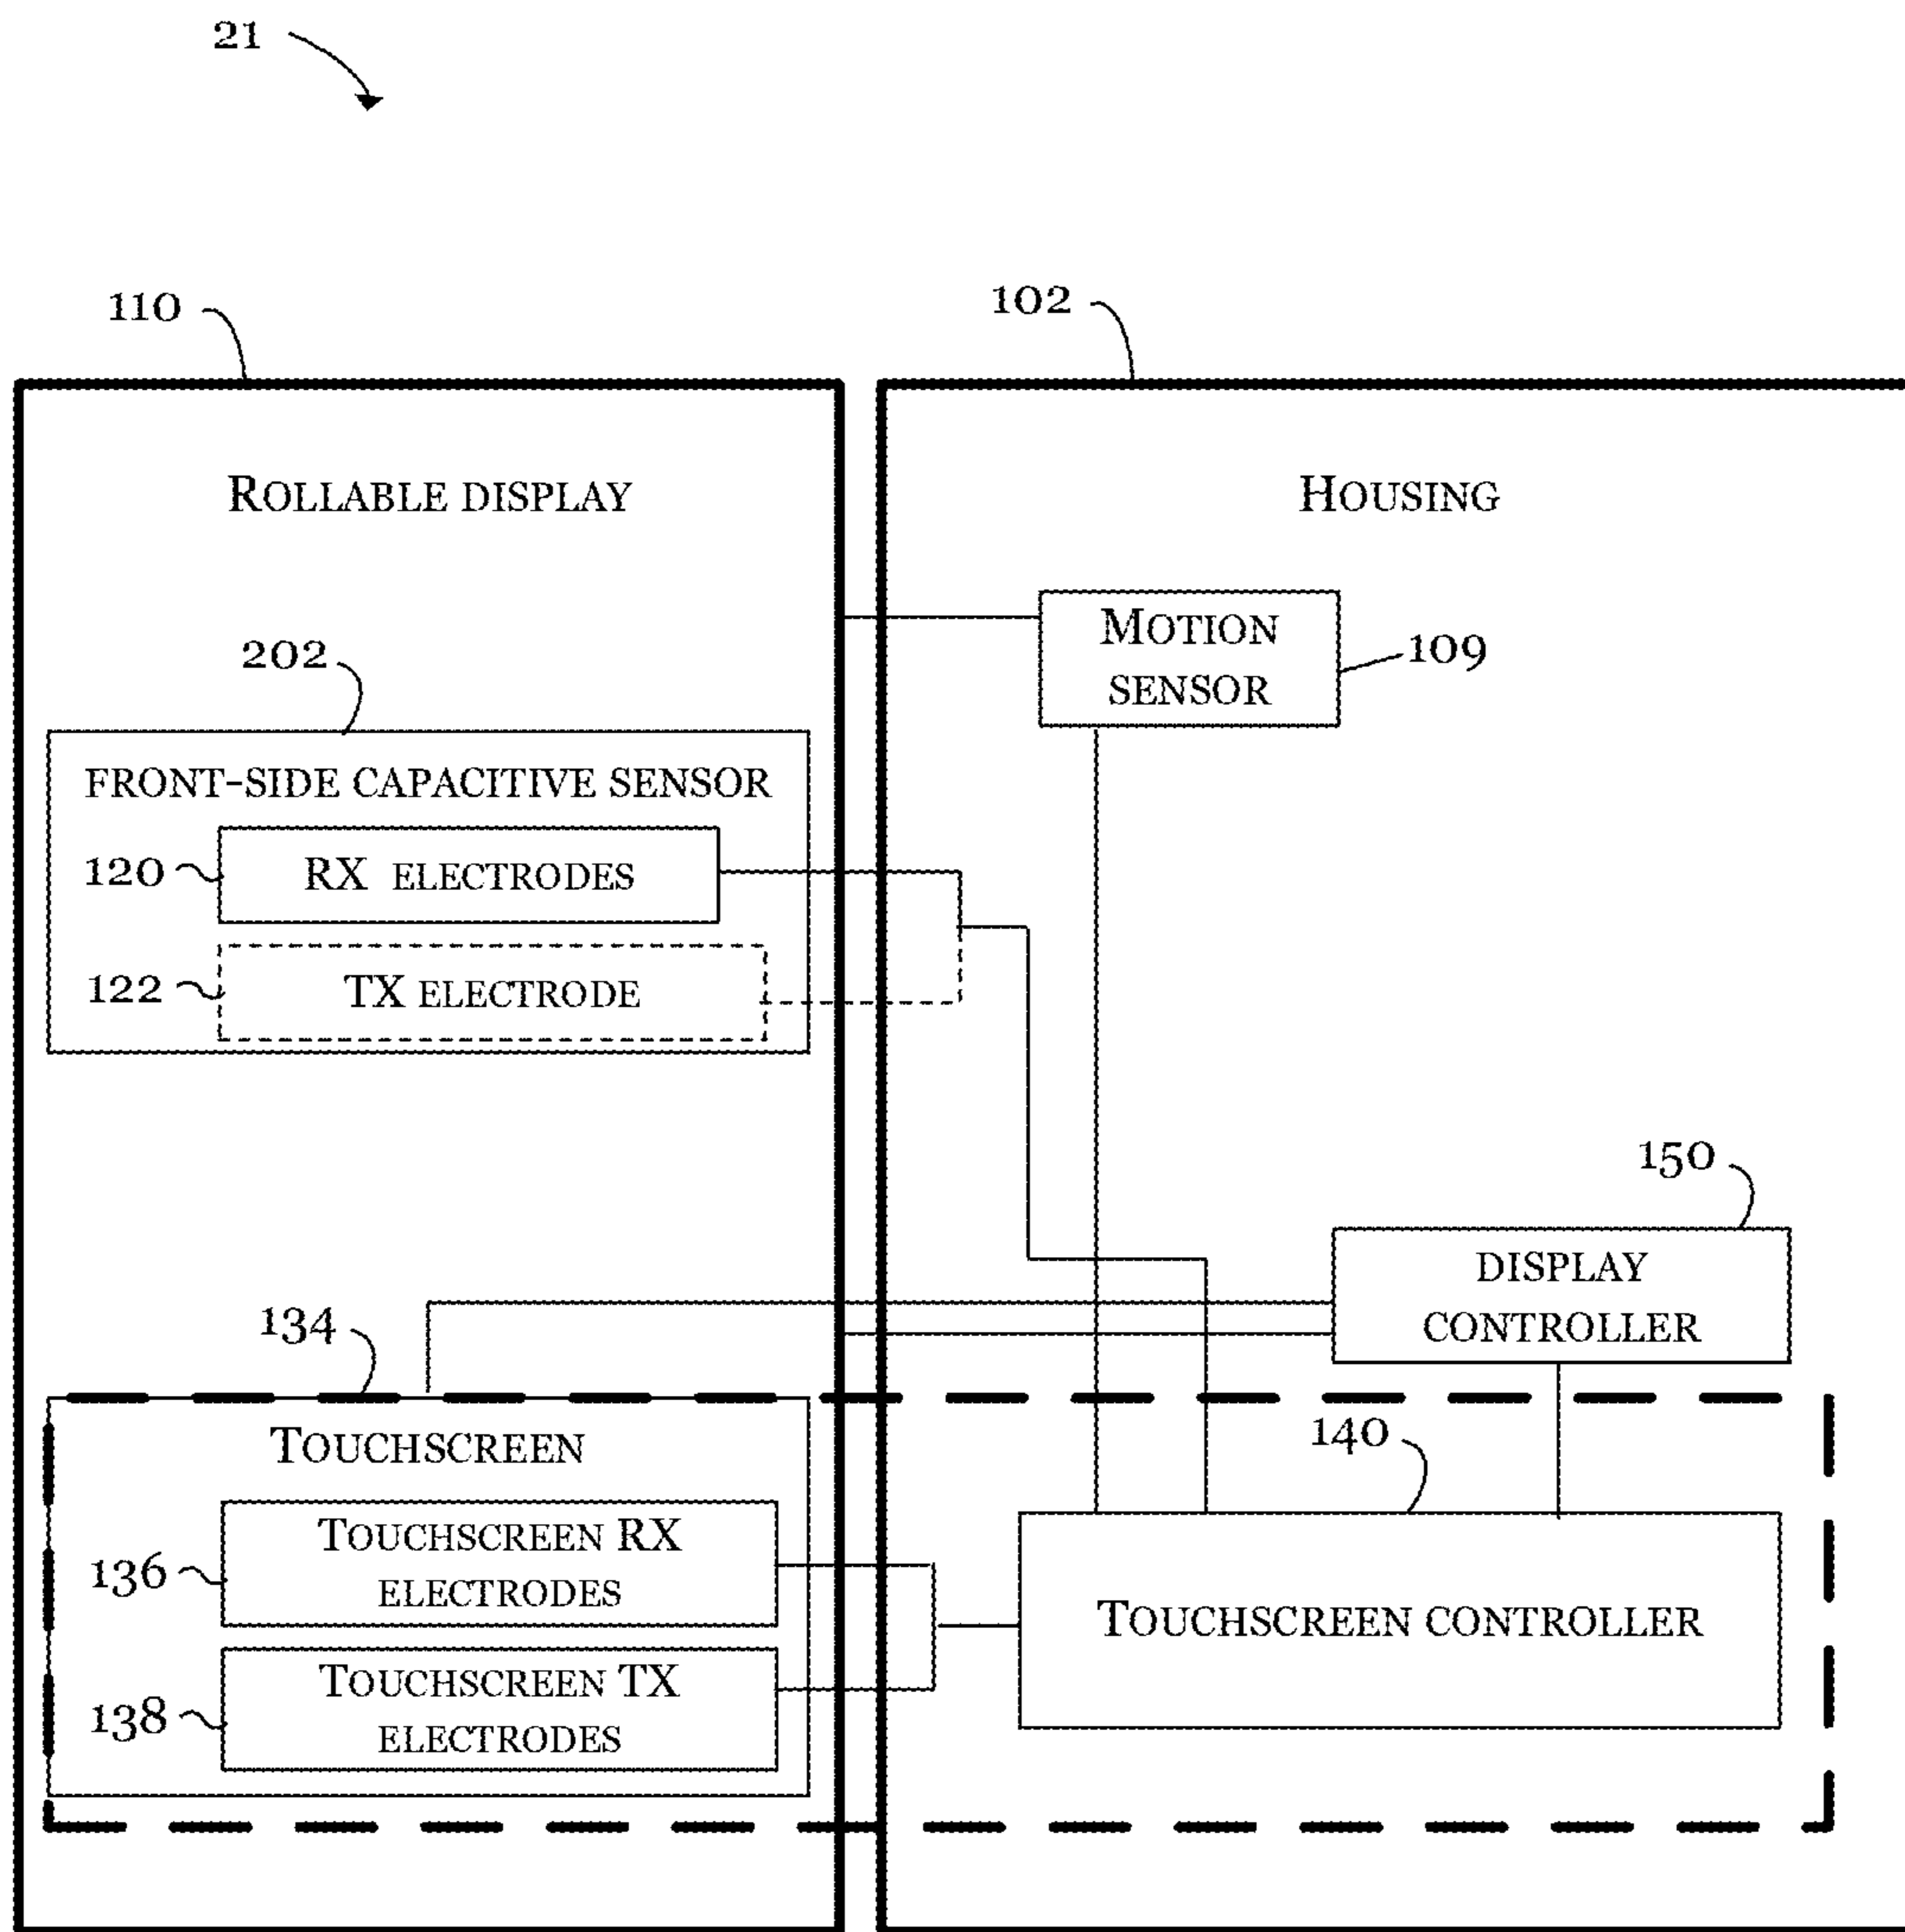 21
110
102
ROLLABLE DISPLAY
HOUSING
MOTION
SENSOR
109
202
FRONT-SIDE CAPACITIVE SENSOR
120
RX ELECTRODES
122
TX ELECTRODE
150
DISPLAY
CONTROLLER
134
TOUCHSCREEN
140
136
TOUCHSCREEN RX
ELECTRODES
TOUCHSCREEN CONTROLLER
138
TOUCHSCREEN TX
ELECTRODES